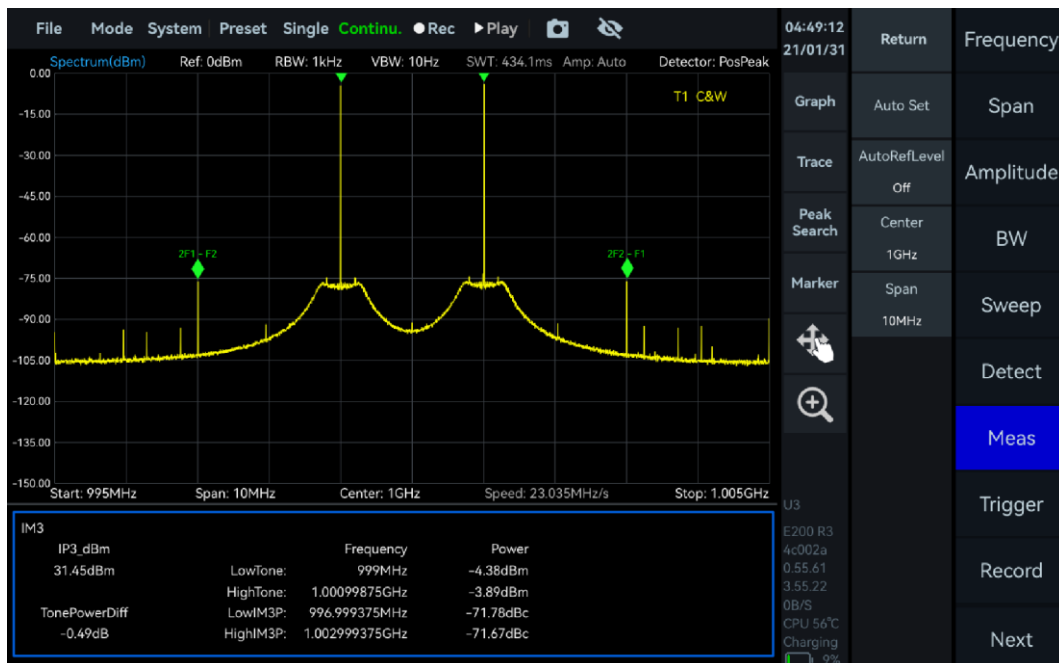 File Mode System Preset Single Continu. Rec Play
04:49:12
21/01/31
Return
Frequency
Spectrum(dBm) Ref: 0dBm RBW: 1kHz VBW: 10Hz SWT: 434.1ms Amp: Auto Detector: PosPeak
0.00
T1 C&W
-15.00
-30.00
-45.00
-60.00
2F1 - F2 2F2 - F1
-75.00
-90.00
-105.00
-120.00
-135.00
-150.00
Start: 995MHz Span: 10MHz Center: 1GHz Speed: 23.035MHz/s Stop: 1.005GHz
Graph
Trace
Peak
Search
Marker
Auto Set
AutoRefLevel
Off
Center
1GHz
Span
10MHz
Span
Amplitude
BW
Sweep
Detect
Meas
Trigger
Record
Next
IM3
IP3_dBm Frequency Power
31.45dBm LowTone: 999MHz -4.38dBm
HighTone: 1.00099875GHz -3.89dBm
TonePowerDiff LowIM3P: 996.999375MHz -71.78dBc
-0.49dB HighIM3P: 1.002999375GHz -71.67dBc
U3
E200 R3
4c002a
0.55.61
3.55.22
0B/S
CPU 56℃
Charging
9%